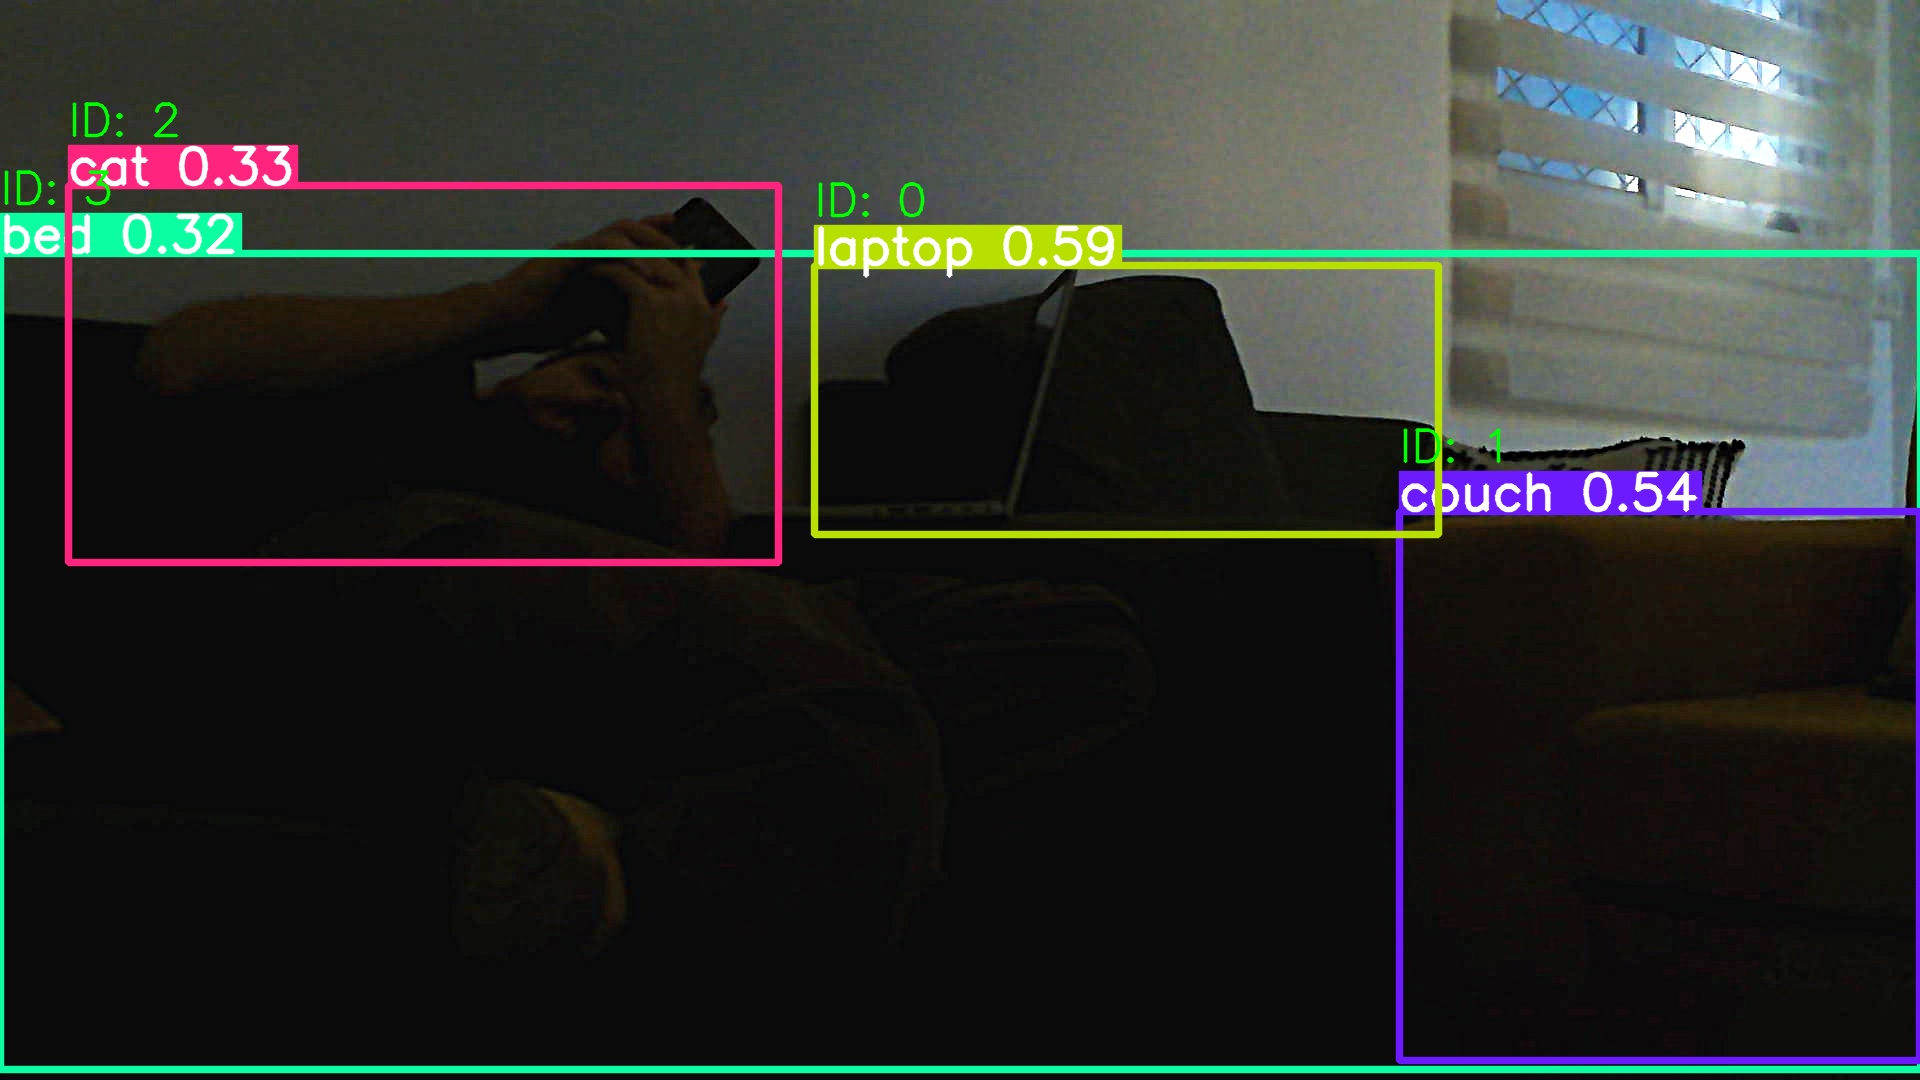 ID: 2
cat 0.33
ID: 3
bed 0.32
ID: 0
laptop 0.59
ID: 1
couch 0.54